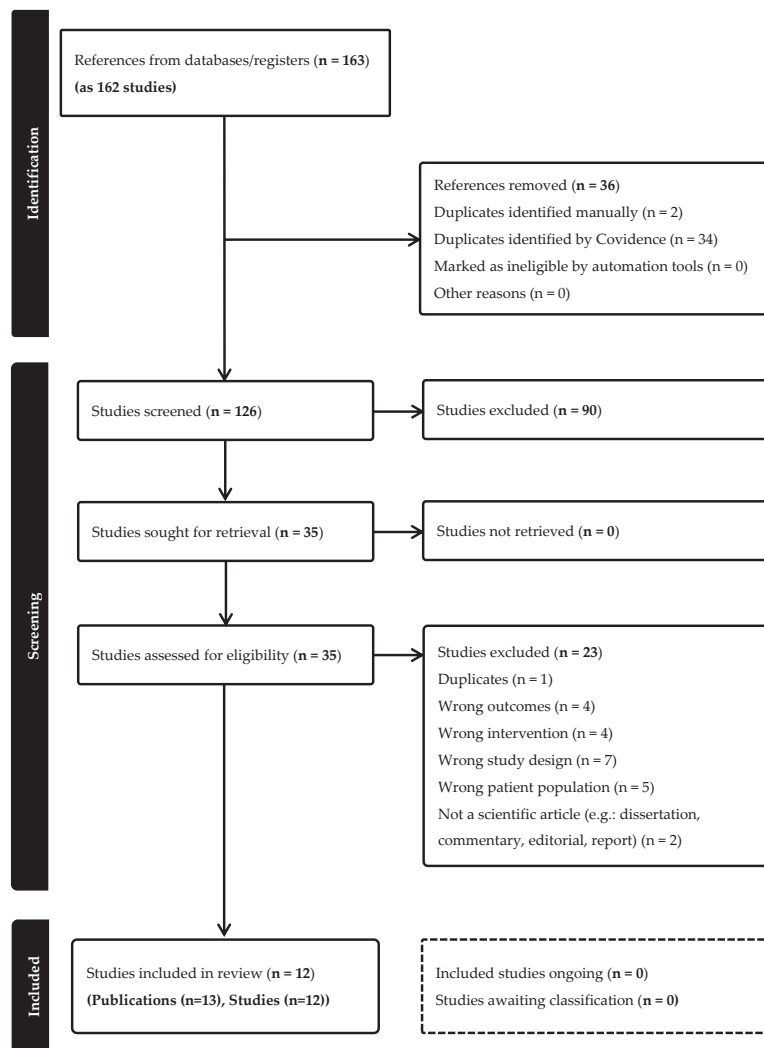 Identification
References from databases/registers (n = 163)
(as 162 studies)
References removed (n = 36)
Duplicates identified manually (n = 2)
Duplicates identified by Covidence (n = 34)
Marked as ineligible by automation tools (n = 0)
Other reasons (n = 0)
Screening
Studies screened (n = 126)
Studies excluded (n = 90)
Studies sought for retrieval (n = 35)
Studies not retrieved (n = 0)
Studies assessed for eligibility (n = 35)
Studies excluded (n = 23)
Duplicates (n = 1)
Wrong outcomes (n = 4)
Wrong intervention (n = 4)
Wrong study design (n = 7)
Wrong patient population (n = 5)
Not a scientific article (e.g.: dissertation,
commentary, editorial, report) (n = 2)
Included
Studies included in review (n = 12)
(Publications (n=13), Studies (n=12))
Included studies ongoing (n = 0)
Studies awaiting classification (n = 0)